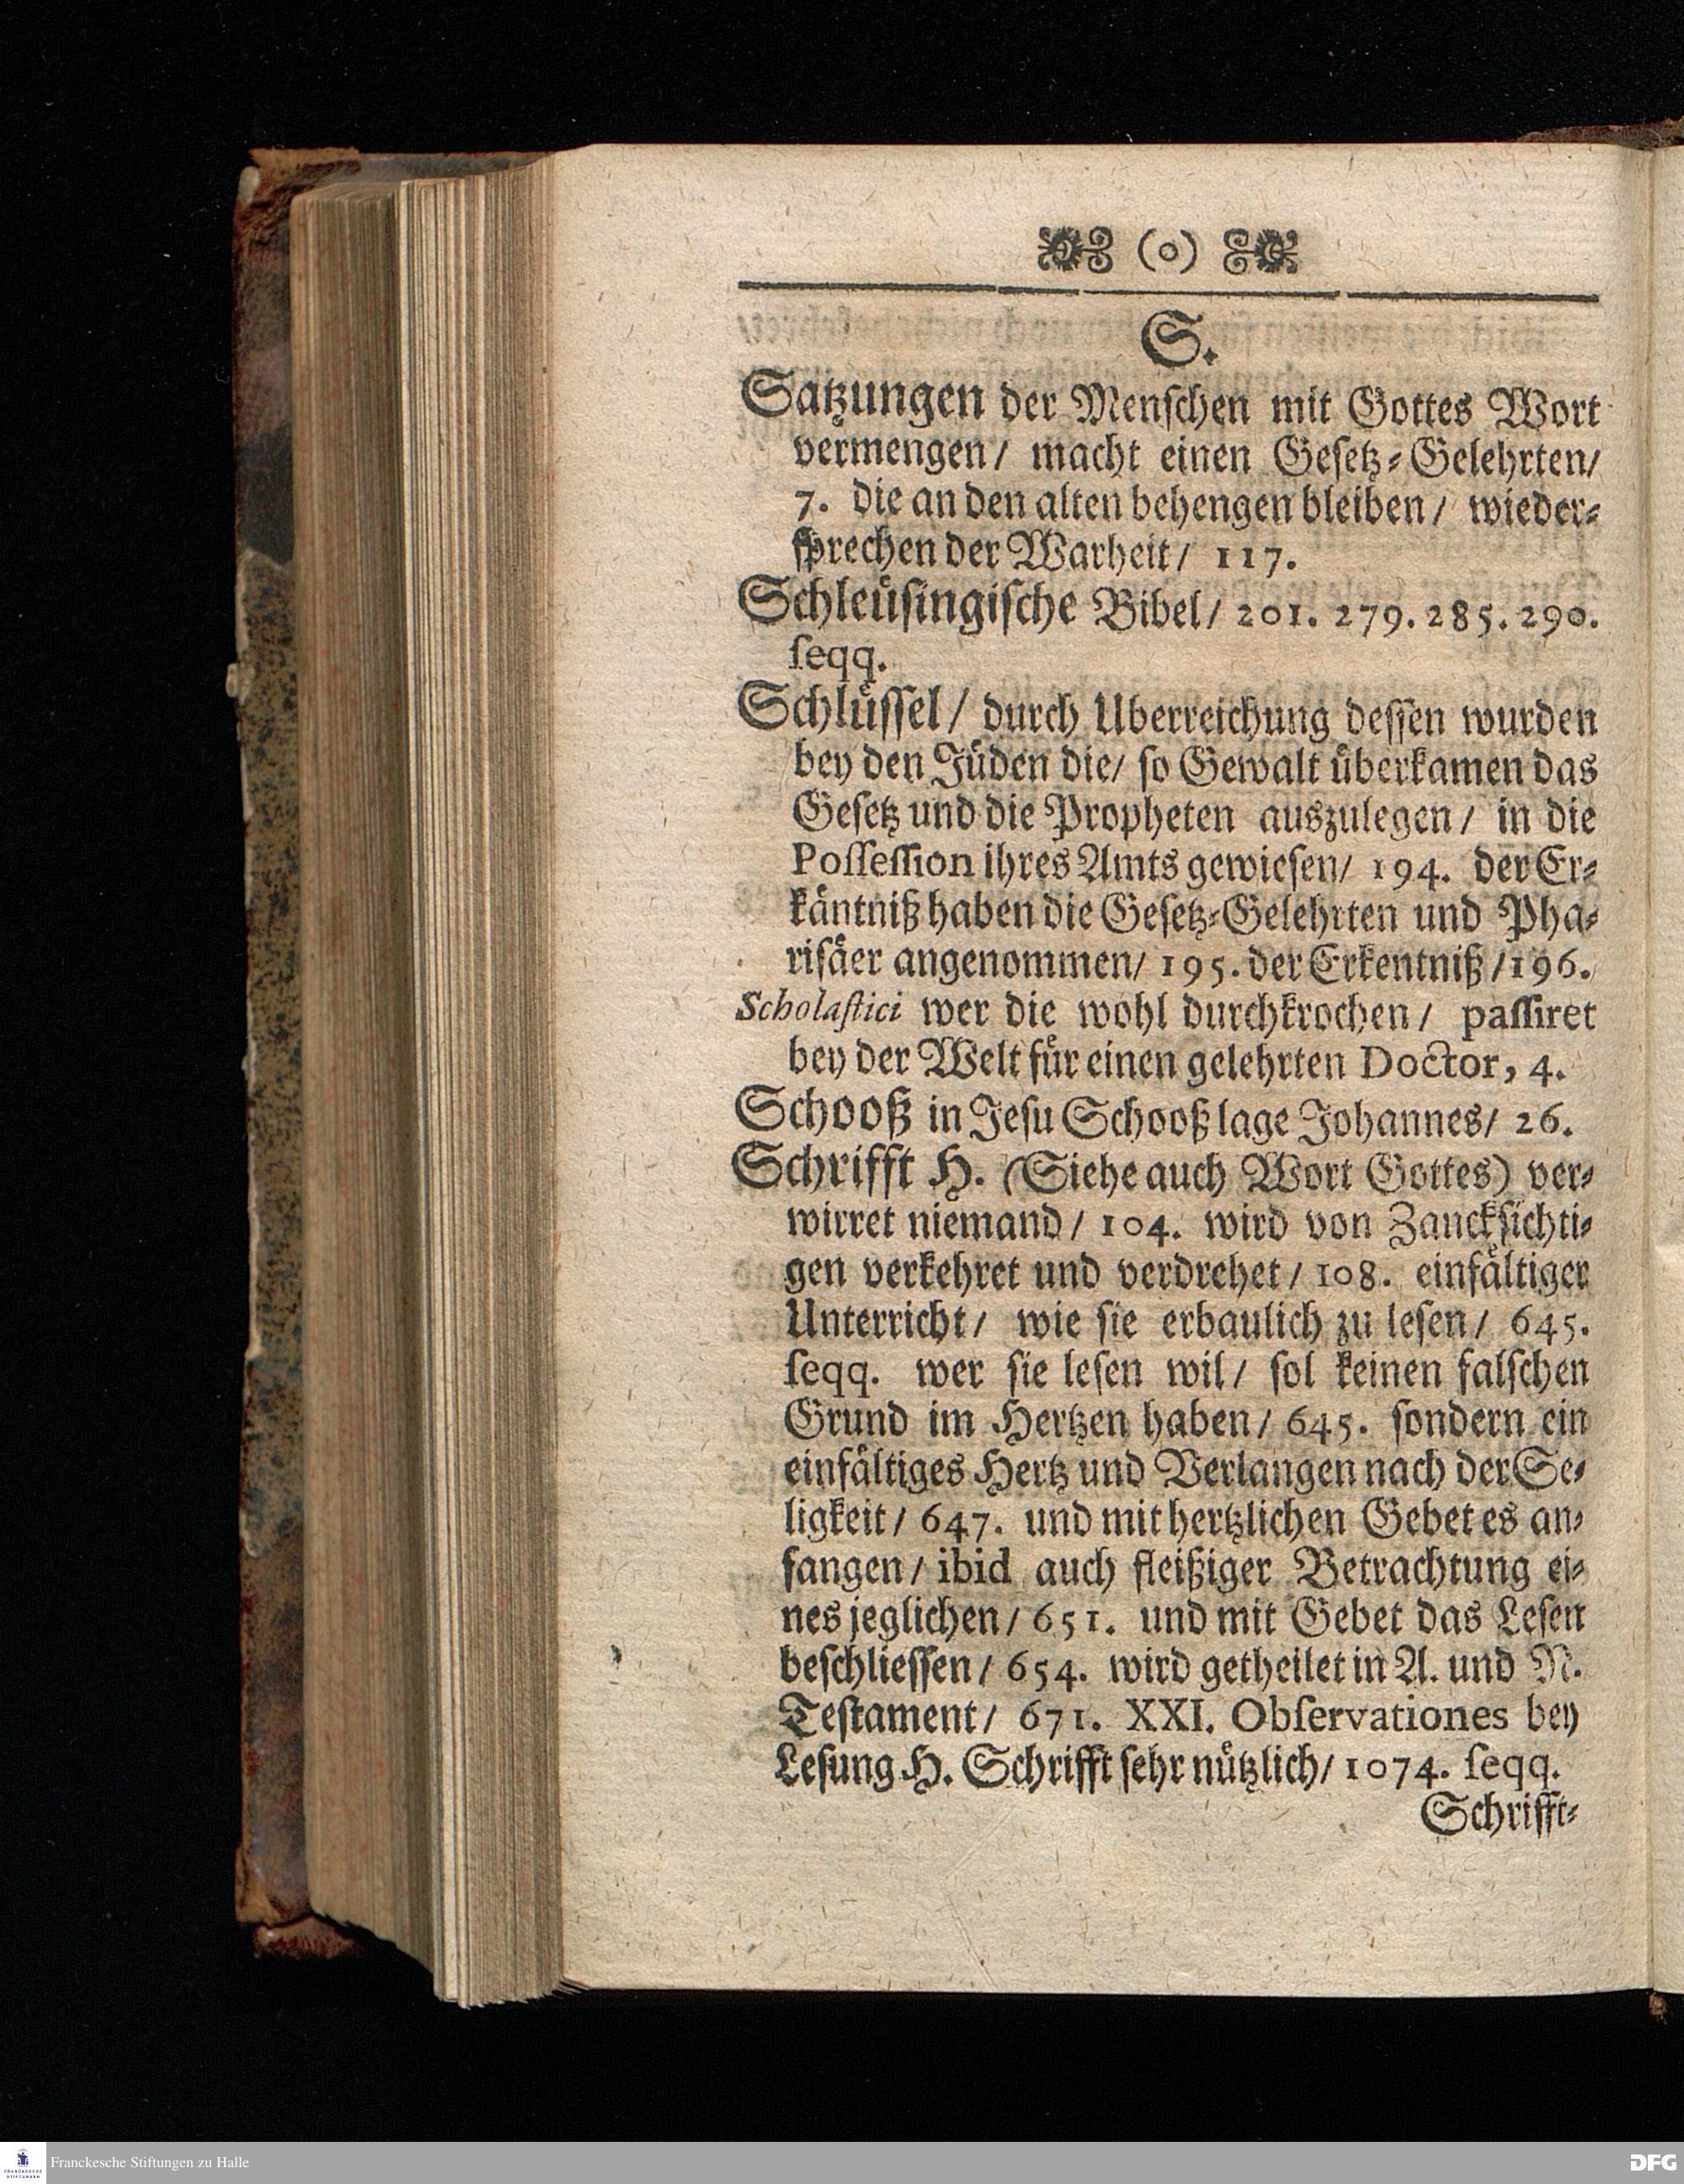 (o)
S.
Satzungen der Menschen mit Gottes Wort
vermengen/ macht einen Gesetz-Gelehrten/
7. die an den alten behengen bleiben/ wieder-
sprechen der Warheit/ 117.
Schleüsingische Bibel/ 201. 279. 285. 290.
seqq.
Schlüssel/ durch Uberreichung dessen wurden
bey den Jüden die/ so Gewalt überkamen das
Gesetz und die Propheten auszulegen/ in die
Possession ihres Amts gewiesen/ 194. der Er-
käntniß haben die Gesetz-Gelehrten und Pha-
risäer angenommen/ 195. der Erkentniß/196.
Scholastici wer die wohl durchkrochen/ passiret
bey der Welt für einen gelehrten Doctor, 4.
Schooß in Jesu Schooß lage Johannes/ 26.
Schrifft H. (Siehe auch Wort Gottes) ver-
wirret niemand/ 104. wird von Zancksichti-
gen verkehret und verdrehet/ 108. einfältiger
Unterricht/ wie sie erbaulich zu lesen/ 645.
seqq. wer sie lesen wil/ sol keinen falschen
Grund im Hertzen haben/ 645. sondern ein
einfältiges Hertz und Verlangen nach der Se-
ligkeit/ 647. und mit hertzlichen Gebet es an-
fangen/ ibid auch fleißiger Betrachtung ei-
nes jeglichen/ 651. und mit Gebet das Lesen
beschliessen/ 654. wird getheilet in A. und N.
Testament/ 671. XXI. Observationes bey
Lesung H. Schrifft sehr nützlich/ 1074. seqq.
Schrifft-
FRANCKESCHE
STIFTUNGEN
Franckesche Stiftungen zu Halle
DFG